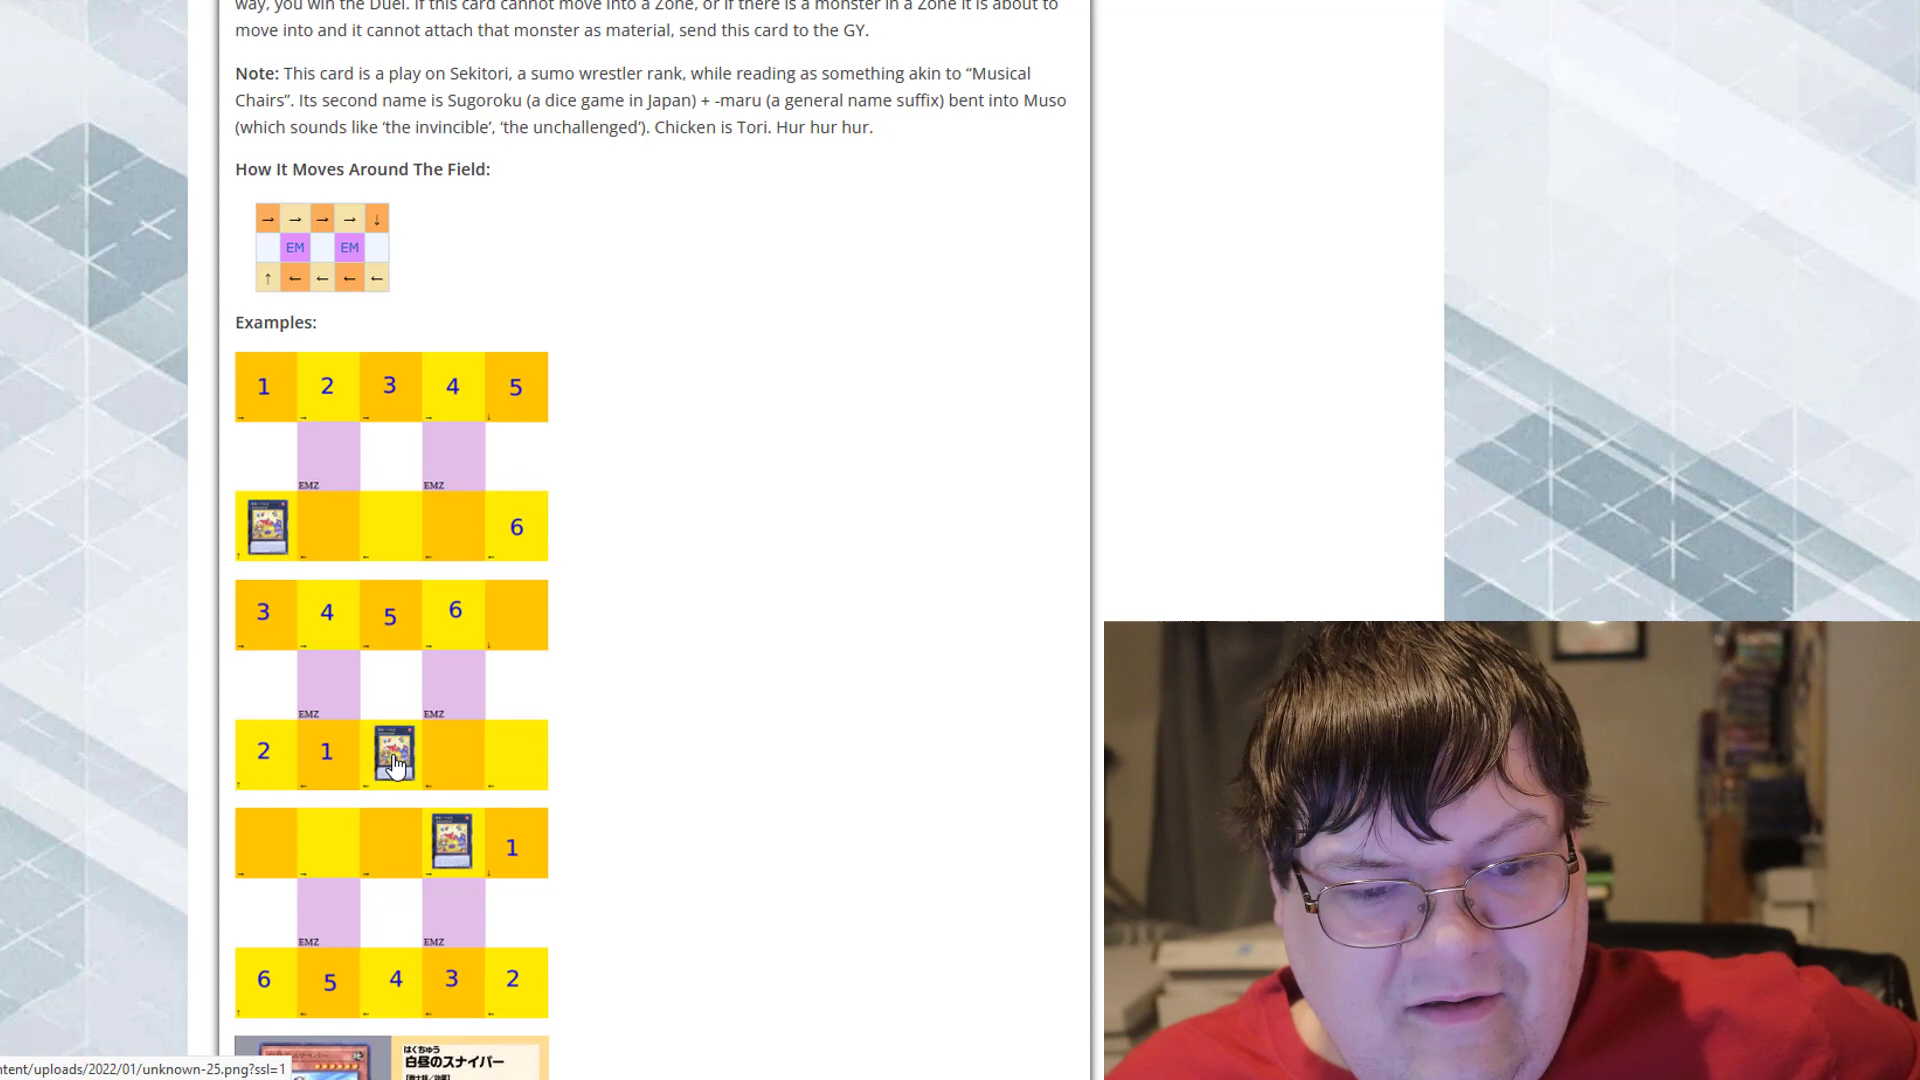 way, you win the Duel. If this card cannot move into a Zone, or if there is a monster in a Zone it is about to
move into and it cannot attach that monster as material, send this card to the GY.
Note: This card is a play on Sekitori, a sumo wrestler rank, while reading as something akin to “Musical
Chairs”. Its second name is Sugoroku (a dice game in Japan) + -maru (a general name suffix) bent into Muso
(which sounds like ‘the invincible’, ‘the unchallenged’). Chicken is Tori. Hur hur hur.
How It Moves Around The Field:
→ → → → ↓
EM EM
↑ ← ← ← ←
Examples:
1 2 3 4 5
→ → → → ↓
EMZ EMZ
6
↑ ← ← ← ←
3 4 5 6
→ → → → ↓
EMZ EMZ
2 1
↑ ← ← ← ←
1
→ → → → ↓
EMZ EMZ
6 5 4 3 2
↑ ← ← ← ←
はくちゅう
白昼のスナイパー
ntent/uploads/2022/01/unknown-25.png?ssl=1